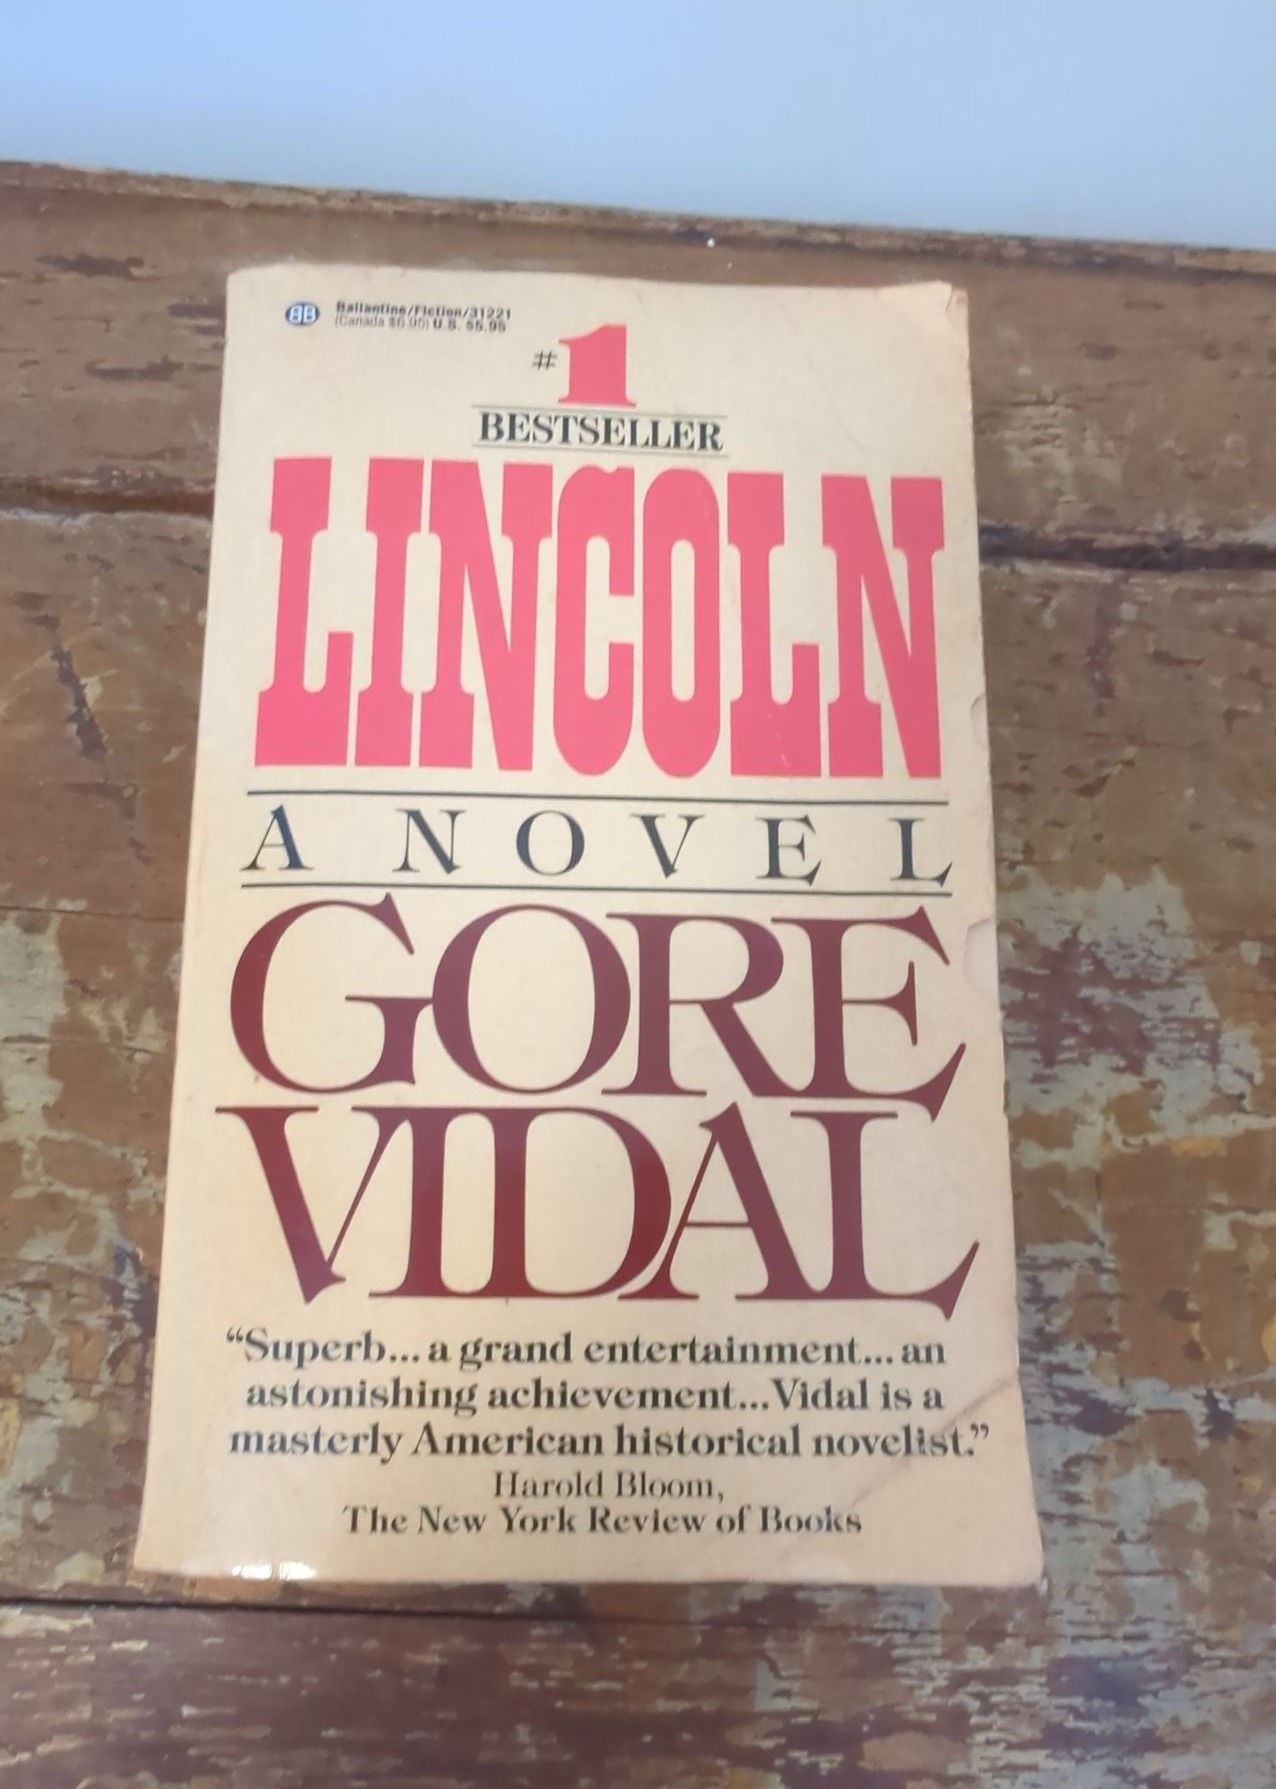 BB Ballantine/Fiction/31221
(Canada $6.95) U.S. $5.95
#1
BESTSELLER
LINCOLN
A NOVEL
GORE
VIDAL
“Superb... a grand entertainment... an
astonishing achievement... Vidal is a
masterly American historical novelist.”
Harold Bloom,
The New York Review of Books